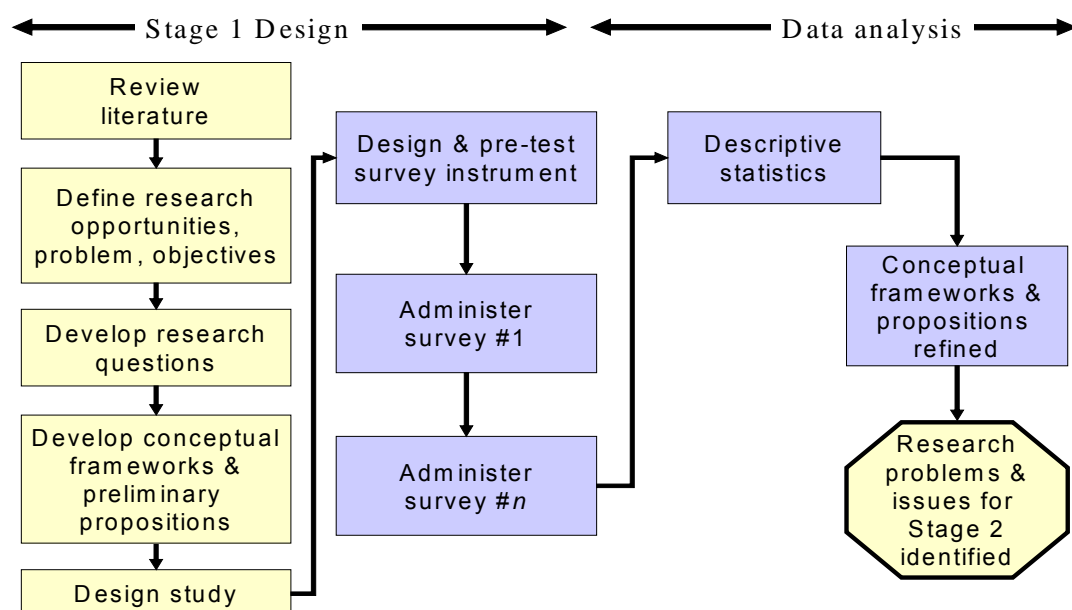 Stage 1 Design
Data analysis
Review
literature
Define research
opportunities,
problem, objectives
Develop research
questions
Develop conceptual
frameworks &
preliminary
propositions
Design study
Design & pre-test
survey instrument
Administer
survey #1
Administer
survey #n
Descriptive
statistics
Conceptual
frameworks &
propositions
refined
Research
problems &
issues for
Stage 2
identified